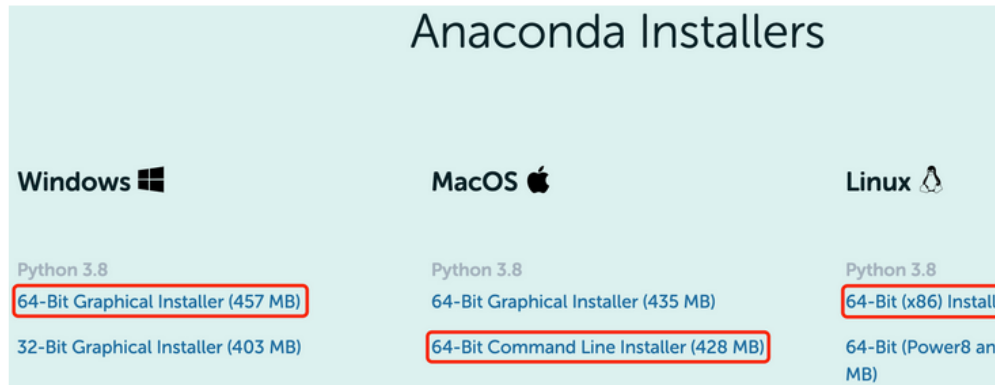 Anaconda Installers
Windows
MacOS
Linux
Python 3.8
64-Bit Graphical Installer (457 MB)
32-Bit Graphical Installer (403 MB)
Python 3.8
64-Bit Graphical Installer (435 MB)
64-Bit Command Line Installer (428 MB)
Python 3.8
64-Bit (x86)
64-Bit (Power8
MB)